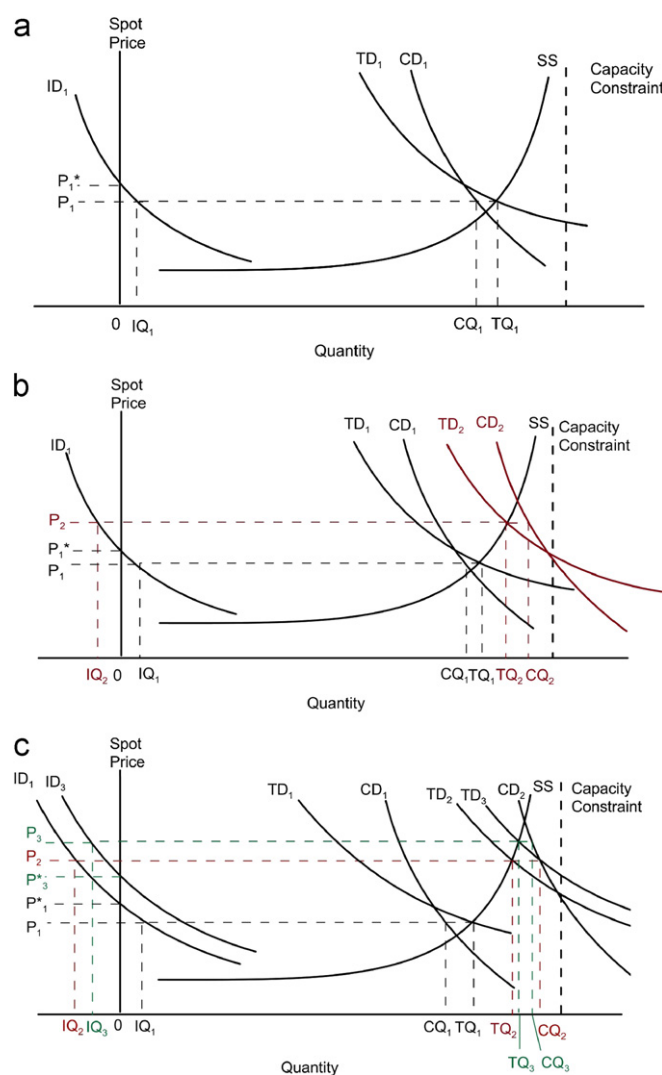 a
Spot
Price
ID₁
TD₁ CD₁ SS
Capacity
Constraint
P₁*
P₁
0 IQ₁ CQ₁ TQ₁
Quantity
b
Spot
Price
ID₁
TD₁ CD₁ TD₂ CD₂ SS
Capacity
Constraint
P₂
P₁*
P₁
IQ₂ 0 IQ₁ CQ₁ TQ₁ TQ₂ CQ₂
Quantity
c
Spot
Price
ID₁ ID₃
TD₁ CD₁ TD₂ TD₃ CD₂ SS
Capacity
Constraint
P₃
P₂
P*₃
P*₁
P₁
IQ₂ IQ₃ 0 IQ₁ CQ₁ TQ₁ TQ₂ CQ₂
TQ₃ CQ₃
Quantity